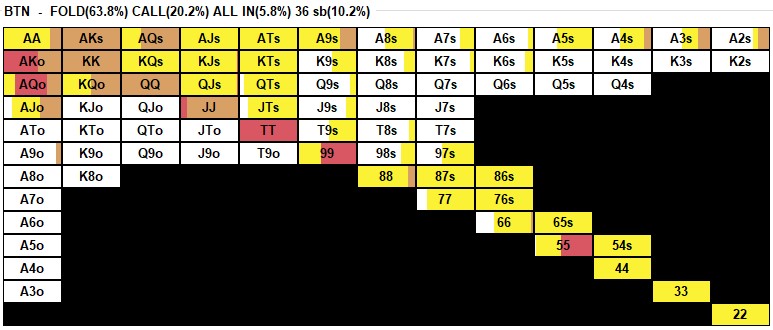 BTN - FOLD(63.8%) CALL(20.2%) ALL IN(5.8%) 36 sb(10.2%)
AA AKs AQs AJs ATs A9s A8s A7s A6s A5s A4s A3s A2s
AKo KK KQs KJs KTs K9s K8s K7s K6s K5s K4s K3s K2s
AQo KQo QQ QJs QTs Q9s Q8s Q7s Q6s Q5s Q4s
AJo KJo QJo JJ JTs J9s J8s J7s
ATo KTo QTo JTo TT T9s T8s T7s
A9o K9o Q9o J9o T9o 99 98s 97s
A8o K8o 88 87s 86s
A7o 77 76s
A6o 66 65s
A5o 55 54s
A4o 44
A3o 33
22